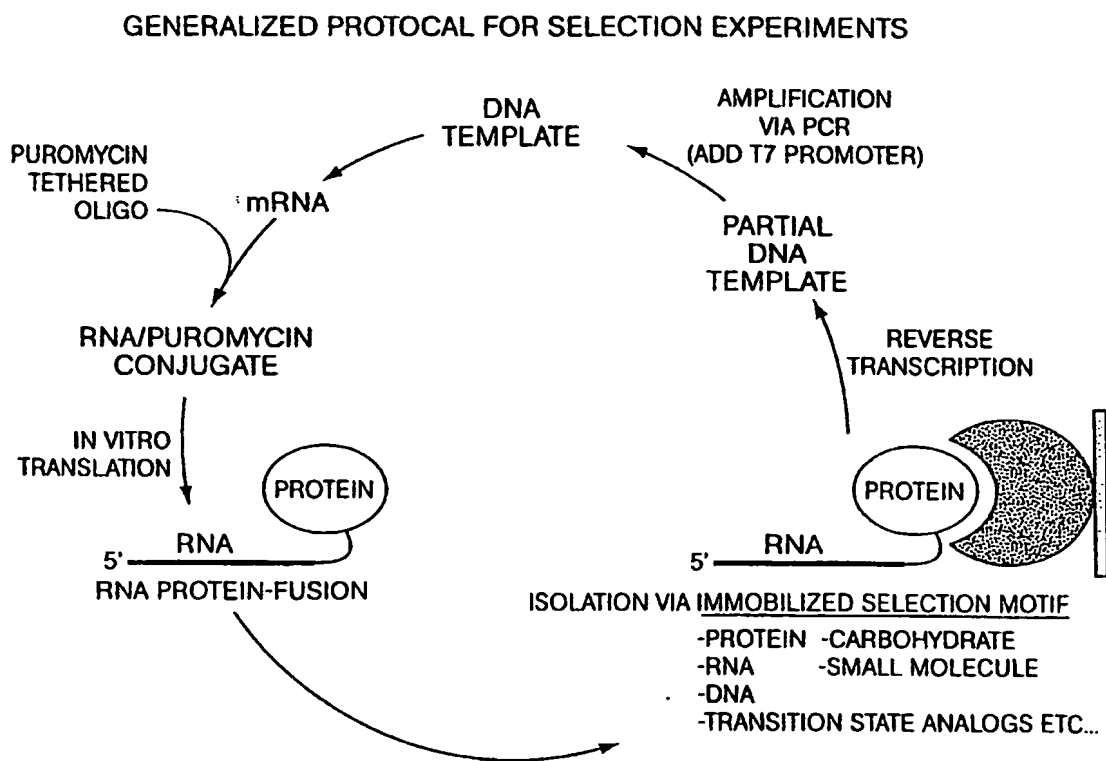 GENERALIZED PROTOCAL FOR SELECTION EXPERIMENTS
DNA
TEMPLATE
AMPLIFICATION
VIA PCR
(ADD T7 PROMOTER)
PUROMYCIN
TETHERED
OLIGO
mRNA
PARTIAL
DNA
TEMPLATE
RNA/PUROMYCIN
CONJUGATE
REVERSE
TRANSCRIPTION
IN VITRO
TRANSLATION
PROTEIN
5' RNA
RNA PROTEIN-FUSION
PROTEIN
5' RNA
ISOLATION VIA IMMOBILIZED SELECTION MOTIF
-PROTEIN -CARBOHYDRATE
-RNA -SMALL MOLECULE
-DNA
-TRANSITION STATE ANALOGS ETC...